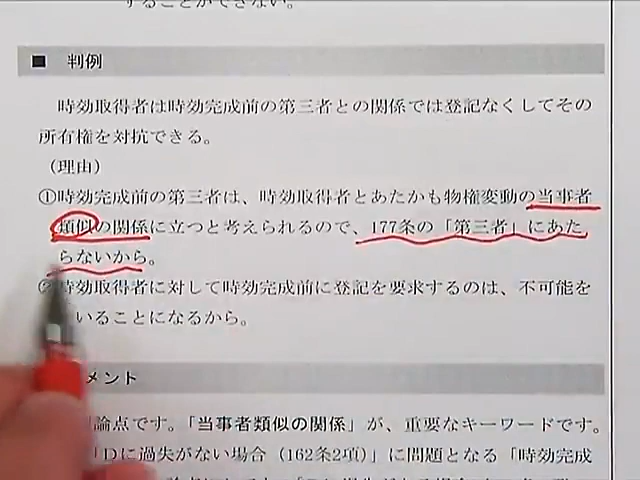 することができない。
■ 判例
時効取得者は時効完成前の第三者との関係では登記なくしてその
所有権を対抗できる。
（理由）
①時効完成前の第三者は、時効取得者とあたかも物権変動の当事者
類似の関係に立つと考えられるので、177条の「第三者」にあた
らないから。
②時効取得者に対して時効完成前に登記を要求するのは、不可能を
いることになるから。
メント
論点です。「当事者類似の関係」が、重要なキーワードです。
「Dに過失がない場合（162条2項）」に問題となる「時効完成